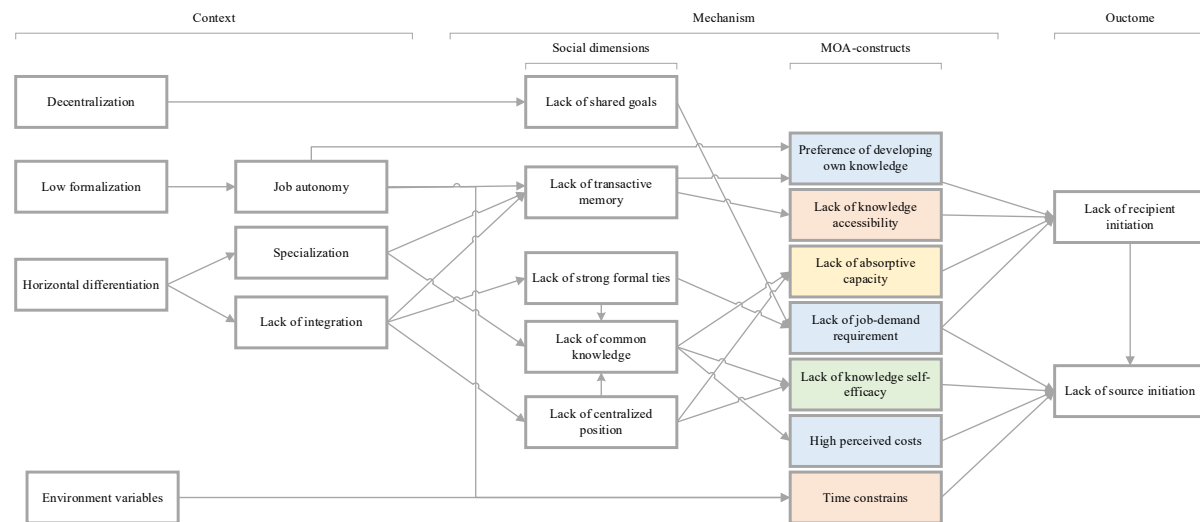 Context
Mechanism
Ouctome
Social dimensions
MOA-constructs
Decentralization
Lack of shared goals
Preference of developing
own knowledge
Low formalization
Job autonomy
Lack of transactive
memory
Lack of knowledge
accessibility
Lack of recipient
initiation
Specialization
Lack of absorptive
capacity
Horizontal differentiation
Lack of strong formal ties
Lack of integration
Lack of common
knowledge
Lack of job-demand
requirement
Lack of knowledge self-
efficacy
Lack of source initiation
Lack of centralized
position
High perceived costs
Environment variables
Time constrains